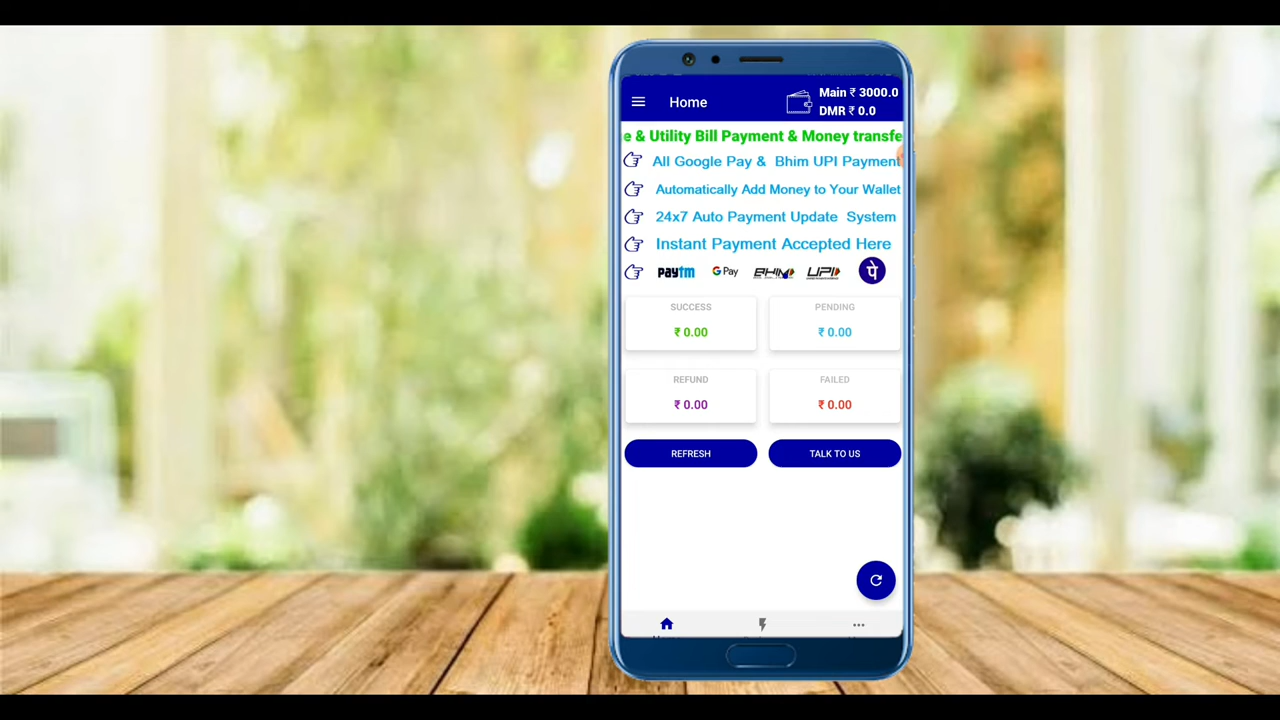 Home
Main ₹ 3000.0
DMR ₹ 0.0
e & Utility Bill Payment & Money transfe
All Google Pay & Bhim UPI Payment
Automatically Add Money to Your Wallet
24x7 Auto Payment Update System
Instant Payment Accepted Here
Paytm G Pay BHIM UPI पे
SUCCESS PENDING
₹ 0.00 ₹ 0.00
REFUND FAILED
₹ 0.00 ₹ 0.00
REFRESH TALK TO US